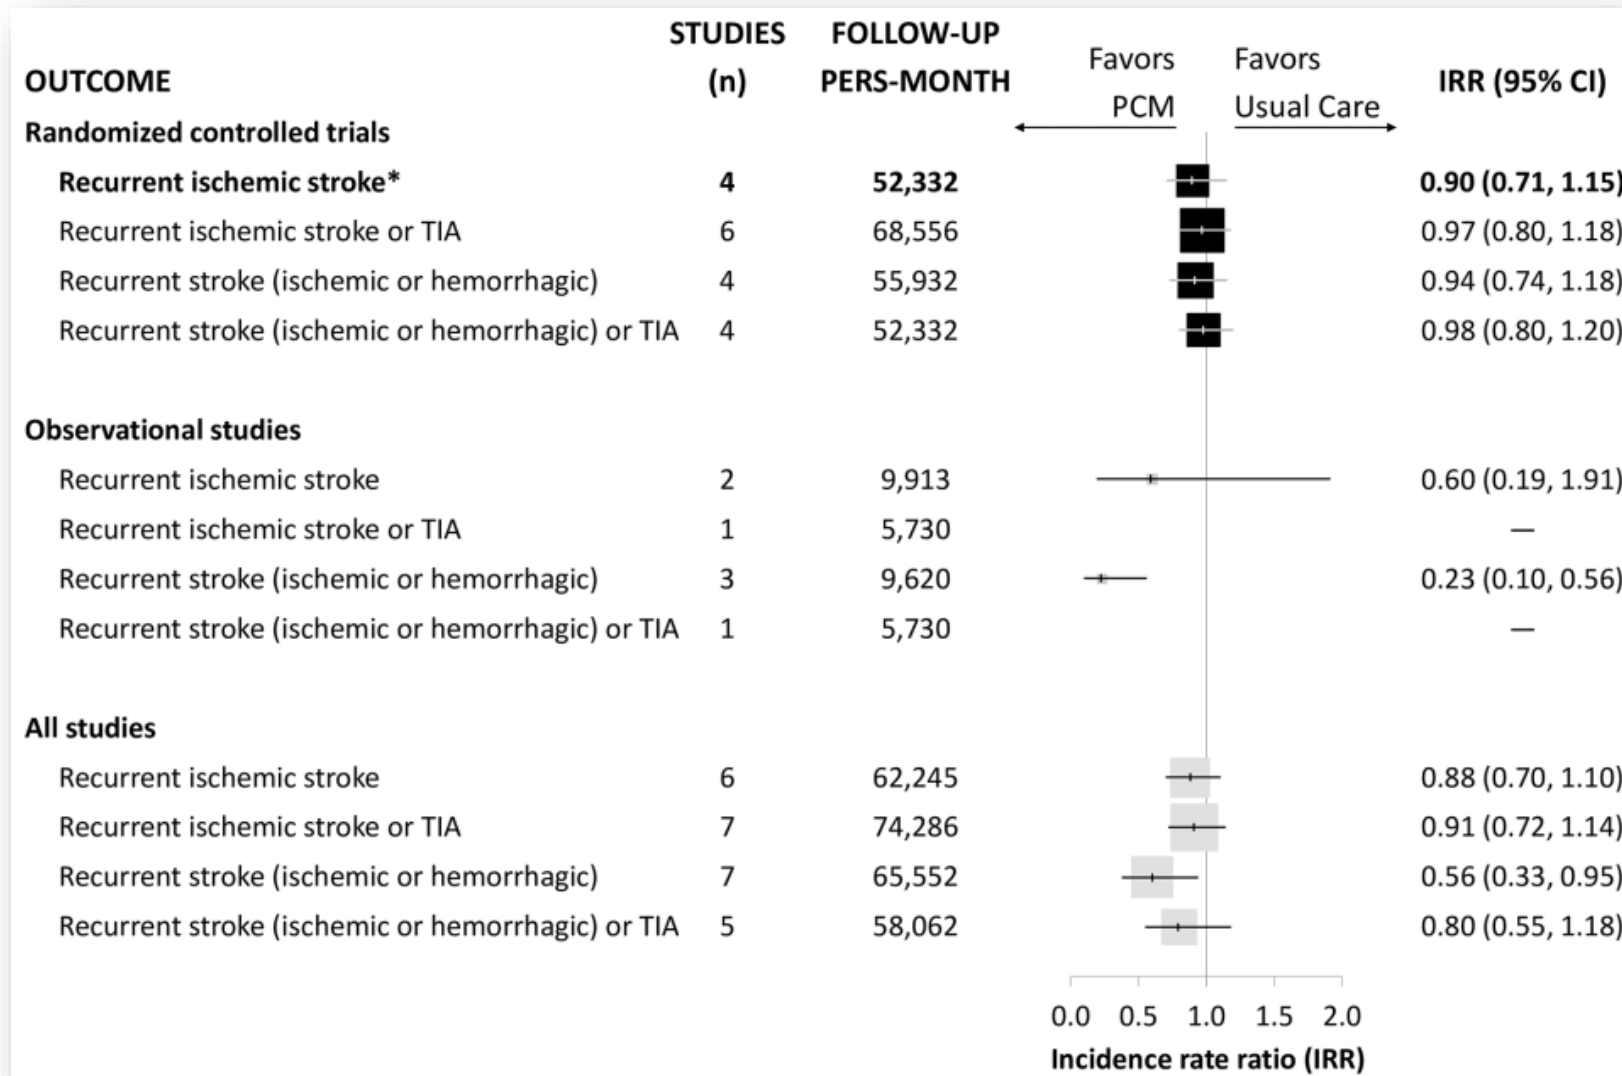 STUDIES FOLLOW-UP
Favors Favors
OUTCOME (n) PERS-MONTH IRR (95% CI)
PCM Usual Care
Randomized controlled trials
Recurrent ischemic stroke* 4 52,332 0.90 (0.71, 1.15)
Recurrent ischemic stroke or TIA 6 68,556 0.97 (0.80, 1.18)
Recurrent stroke (ischemic or hemorrhagic) 4 55,932 0.94 (0.74, 1.18)
Recurrent stroke (ischemic or hemorrhagic) or TIA 4 52,332 0.98 (0.80, 1.20)
Observational studies
Recurrent ischemic stroke 2 9,913 0.60 (0.19, 1.91)
Recurrent ischemic stroke or TIA 1 5,730 —
Recurrent stroke (ischemic or hemorrhagic) 3 9,620 0.23 (0.10, 0.56)
Recurrent stroke (ischemic or hemorrhagic) or TIA 1 5,730 —
All studies
Recurrent ischemic stroke 6 62,245 0.88 (0.70, 1.10)
Recurrent ischemic stroke or TIA 7 74,286 0.91 (0.72, 1.14)
Recurrent stroke (ischemic or hemorrhagic) 7 65,552 0.56 (0.33, 0.95)
Recurrent stroke (ischemic or hemorrhagic) or TIA 5 58,062 0.80 (0.55, 1.18)
0.0 0.5 1.0 1.5 2.0
Incidence rate ratio (IRR)